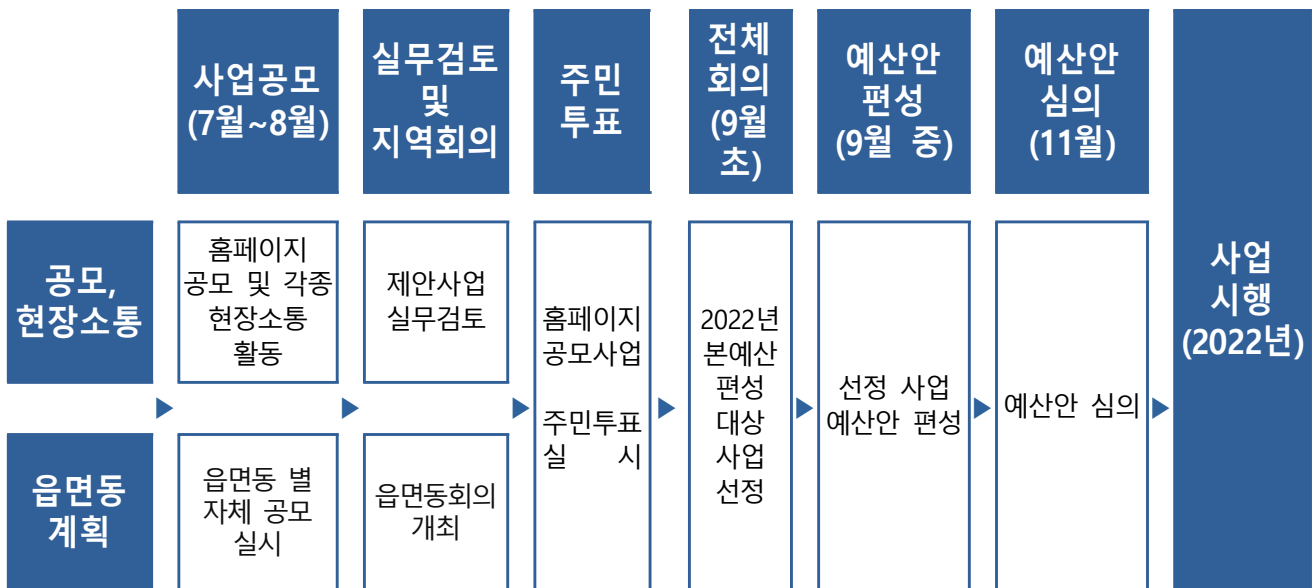 사업공모
(7월~8월)
실무검토
및
지역회의
주민
투표
전체
회의
(9월
초)
예산안
편성
(9월 중)
예산안
심의
(11월)
사업
시행
(2022년)
공모,
현장소통
홈페이지
공모 및 각종
현장소통
활동
제안사업
실무검토
홈페이지
공모사업
주민투표
실 시
2022년
본예산
편성
대상
사업
선정
선정 사업
예산안 편성
예산안 심의
읍면동
계획
읍면동 별
자체 공모
실시
읍면동회의
개최